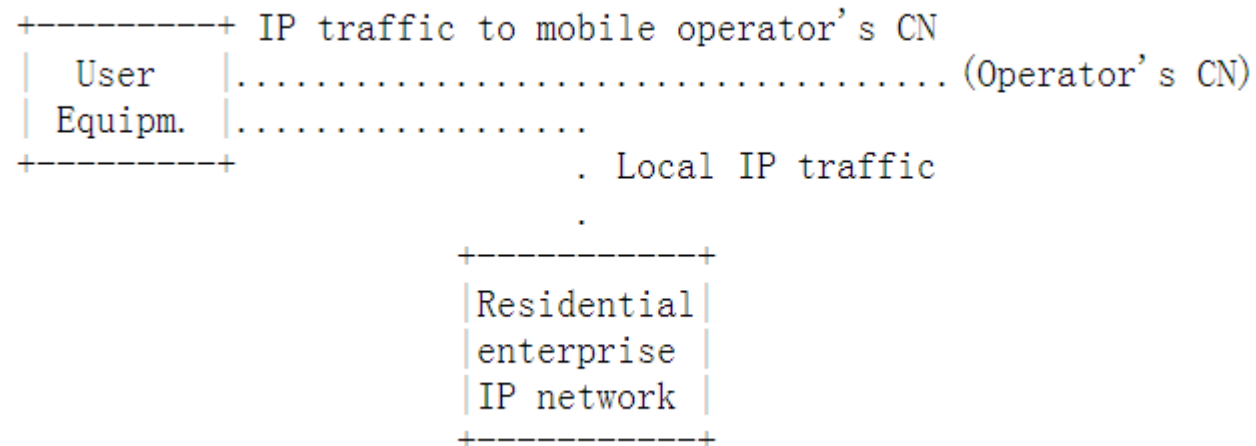 IP traffic to mobile operator's CN
User ....................................(Operator's CN)
Equipm. ..................
. Local IP traffic
.
Residential
enterprise
IP network